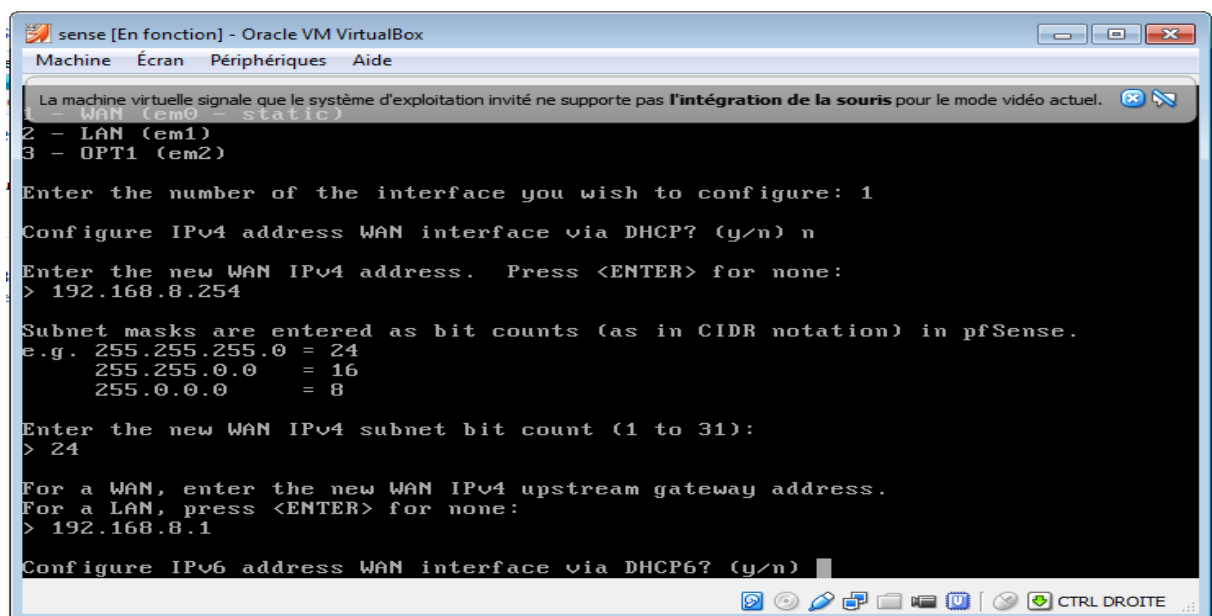 sense [En fonction] - Oracle VM VirtualBox
Machine Écran Périphériques Aide
La machine virtuelle signale que le système d'exploitation invité ne supporte pas l'intégration de la souris pour le mode vidéo actuel.
1 - WAN (em0 - static)
2 - LAN (em1)
3 - OPT1 (em2)
Enter the number of the interface you wish to configure: 1
Configure IPv4 address WAN interface via DHCP? (y/n) n
Enter the new WAN IPv4 address.  Press <ENTER> for none:
> 192.168.8.254
Subnet masks are entered as bit counts (as in CIDR notation) in pfSense.
e.g. 255.255.255.0 = 24
     255.255.0.0   = 16
     255.0.0.0     = 8
Enter the new WAN IPv4 subnet bit count (1 to 31):
> 24
For a WAN, enter the new WAN IPv4 upstream gateway address.
For a LAN, press <ENTER> for none:
> 192.168.8.1
Configure IPv6 address WAN interface via DHCP6? (y/n)
CTRL DROITE